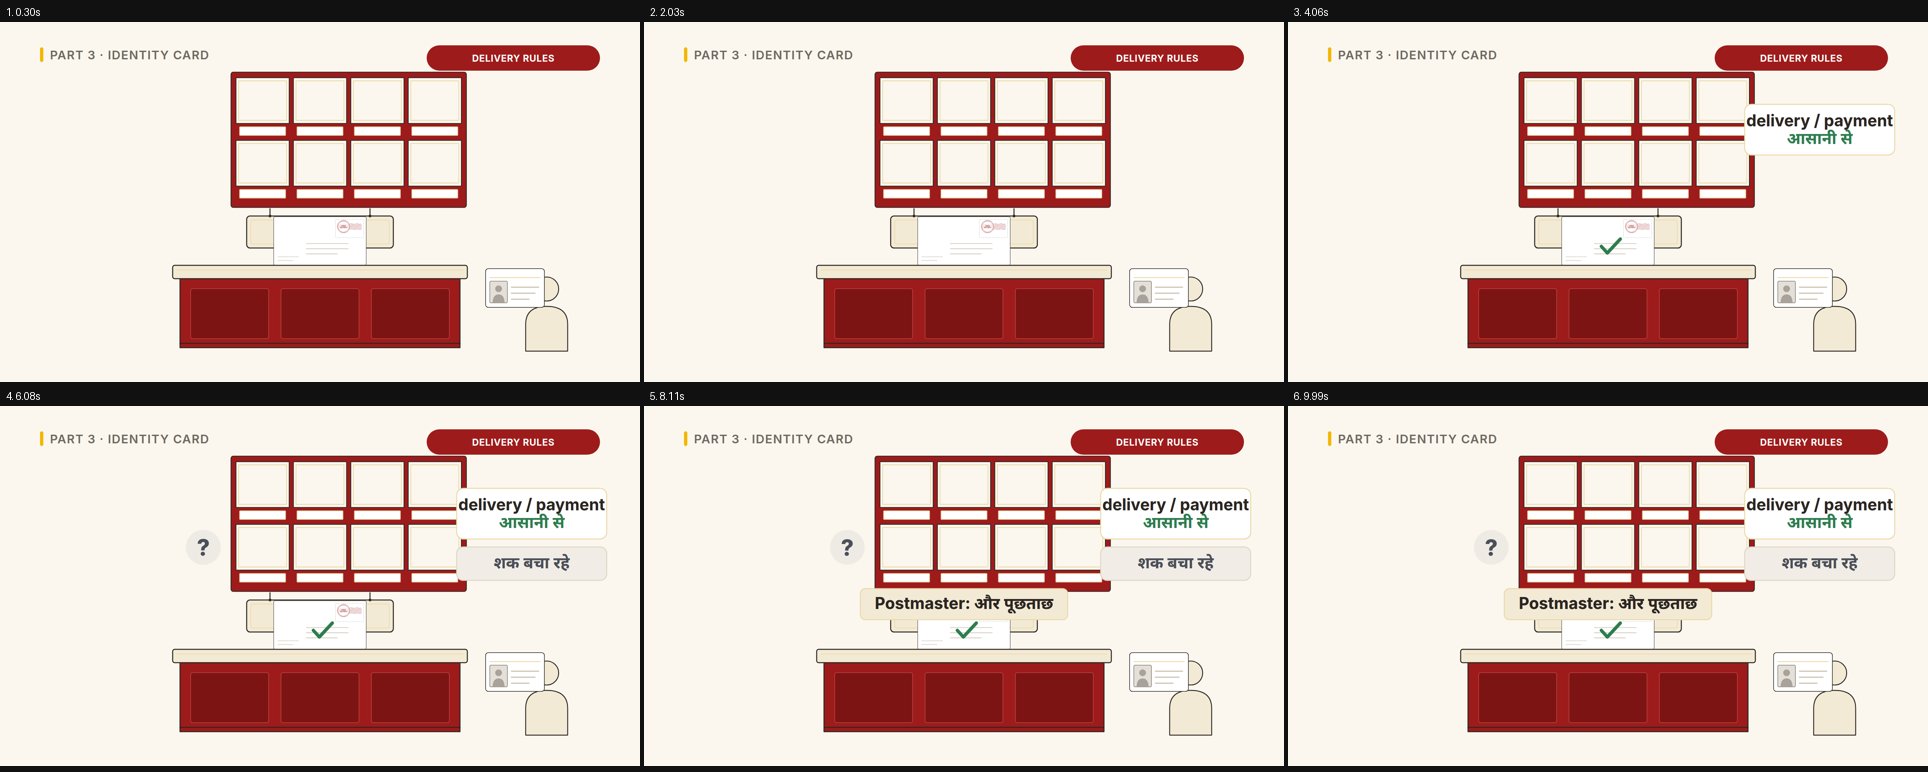 1. 0.30s
PART 3 · IDENTITY CARD
DELIVERY RULES
2. 2.03s
PART 3 · IDENTITY CARD
DELIVERY RULES
3. 4.06s
PART 3 · IDENTITY CARD
DELIVERY RULES
delivery / payment
आसानी से
4. 6.08s
PART 3 · IDENTITY CARD
DELIVERY RULES
delivery / payment
आसानी से
?
शक बचा रहे
5. 8.11s
PART 3 · IDENTITY CARD
DELIVERY RULES
delivery / payment
आसानी से
?
शक बचा रहे
Postmaster: और पूछताछ
6. 9.99s
PART 3 · IDENTITY CARD
DELIVERY RULES
delivery / payment
आसानी से
?
शक बचा रहे
Postmaster: और पूछताछ